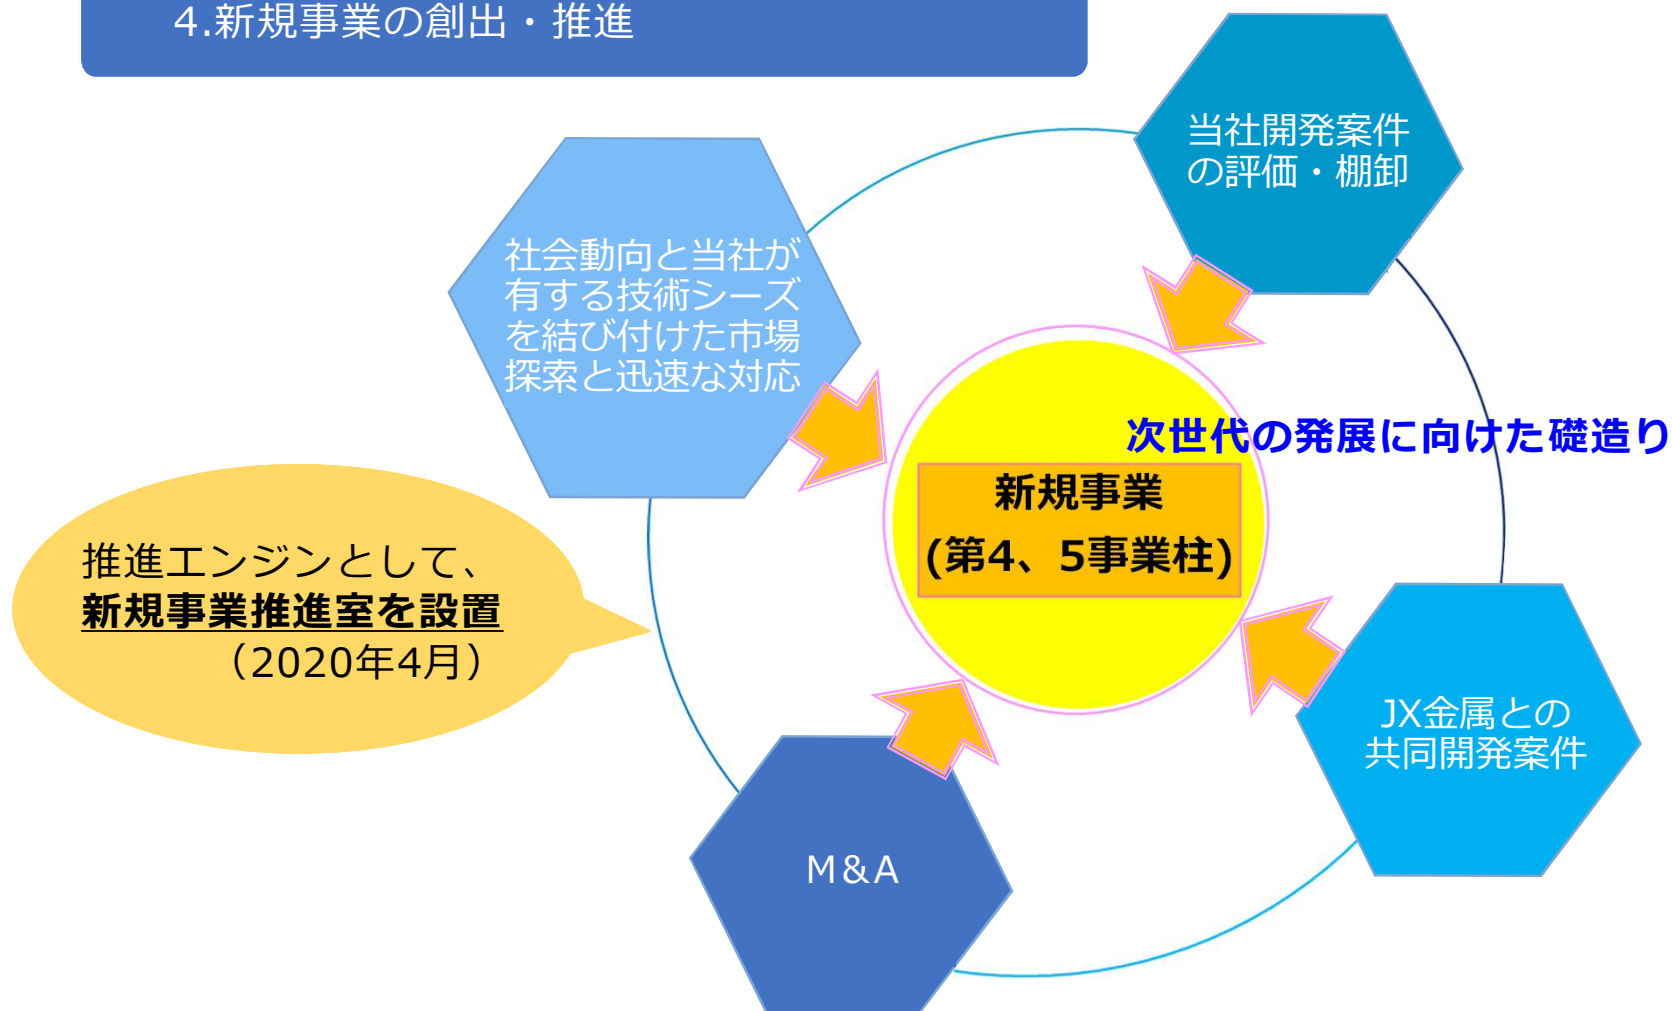 4.新規事業の創出・推進
当社開発案件
の評価・棚卸
社会動向と当社が
有する技術シーズ
を結び付けた市場
探索と迅速な対応
次世代の発展に向けた礎造り
新規事業
(第4、5事業柱)
推進エンジンとして、
新規事業推進室を設置
（2020年4月）
JX金属との
共同開発案件
M&A